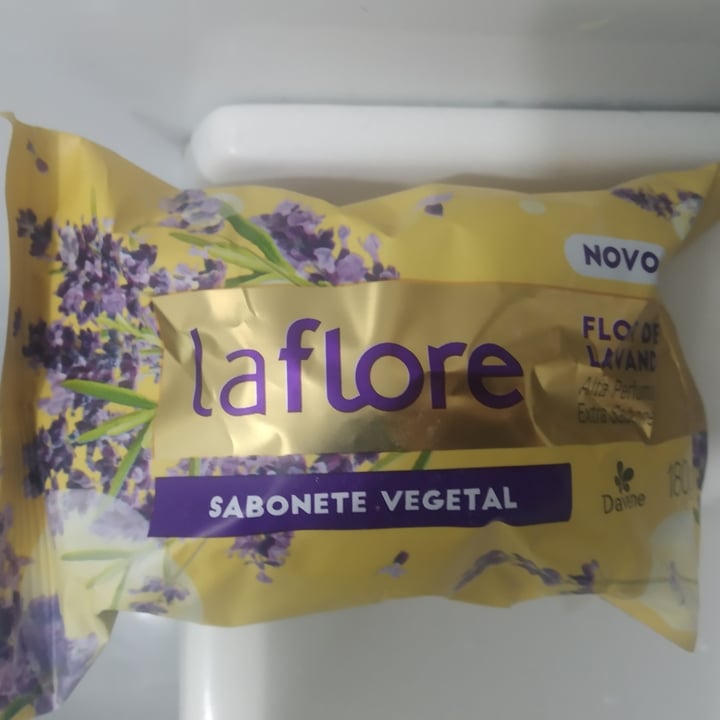 NOVO
laflore
FLOR DE
LAVAND
Alta Perfum
Extra
SABONETE VEGETAL
Davene
180